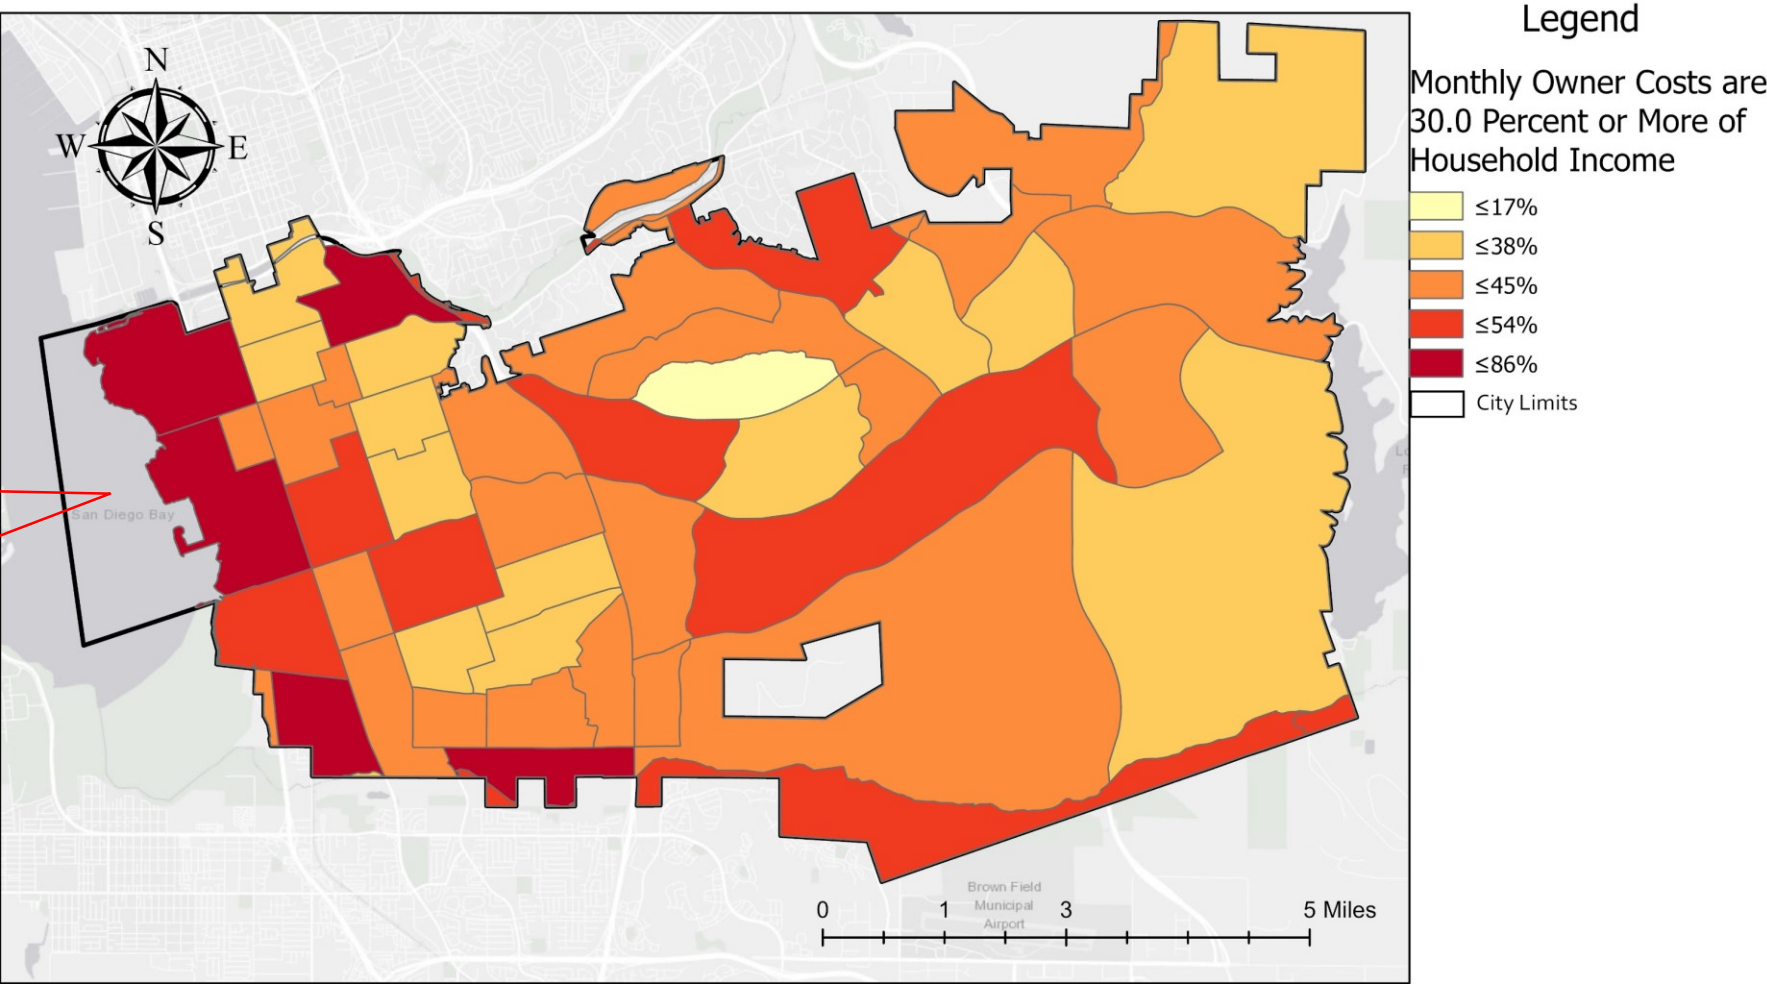 Legend
Monthly Owner Costs are
30.0 Percent or More of
Household Income
≤17%
≤38%
≤45%
≤54%
≤86%
City Limits
N
W
E
S
San Diego Bay
Brown Field
Municipal
Airport
0 1 3 5 Miles